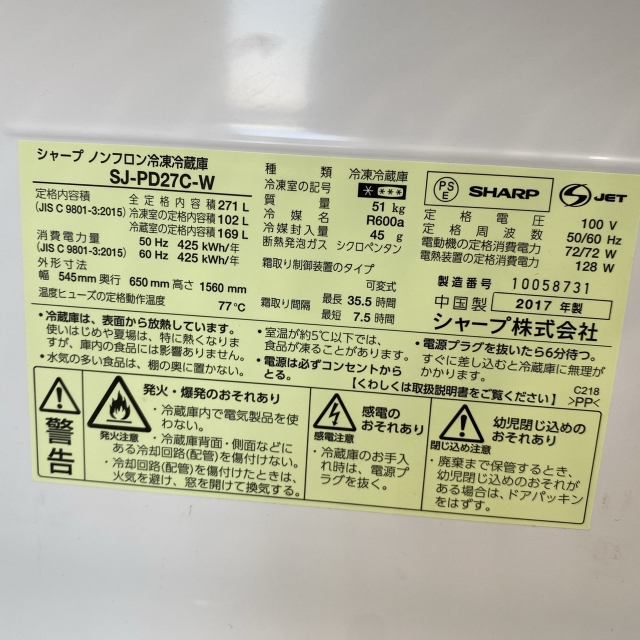 シャープ ノンフロン冷凍冷蔵庫
SJ-PD27C-W
定格内容積
(JIS C 9801-3:2015)
全定格内容積 271 L
冷凍室の定格内容積 102 L
冷蔵室の定格内容積 169 L
消費電力量
(JIS C 9801-3:2015)
50 Hz 425 kWh/年
60 Hz 425 kWh/年
外形寸法
幅 545mm 奥行 650 mm 高さ 1560 mm
温度ヒューズの定格動作温度 77℃
種類 冷凍冷蔵庫
冷凍室の記号 * ***
質量 51 kg
冷媒名 R600a
冷媒封入量 45 g
断熱発泡ガス シクロペンタン
霜取り制御装置のタイプ
可変式
霜取り間隔 最長 35.5 時間
最短 7.5 時間
PS
E
SHARP
S JET
定格電圧 100 V
定格周波数 50/60 Hz
電動機の定格消費電力 72/72 W
電熱装置の定格消費電力 128 W
製造番号 10058731
中国製 2017 年製
シャープ株式会社
・冷蔵庫は、表面から放熱しています。
使いはじめや夏場は、特に熱くなりま
すが、庫内の食品には影響ありません。
・水気の多い食品は、棚の奥に置かない。
・室温が約5℃以下では、
食品が凍ることがあります。
・電源は必ずコンセントから
とる。
・電源プラグを抜いたら6分待つ。
すぐに差し込むと冷蔵庫に無理が
かかります。
【くわしくは取扱説明書をご覧ください】
C218
>PP<
警告
発火・爆発のおそれあり
発火注意
・冷蔵庫内で電気製品を使
わない。
・冷蔵庫背面・側面などに
ある冷却回路(配管)を傷付けない。
・冷却回路(配管)を傷付けたときは、
火気を避け、窓を開けて換気する。
感電の
おそれあり
感電注意
・冷蔵庫のお手入
れ時は、電源プ
ラグを抜く。
幼児閉じ込めの
おそれあり
閉じ込め注意
・廃棄まで保管するときで、
幼児閉じ込めのおそれが
ある場合は、ドアパッキン
をはずす。